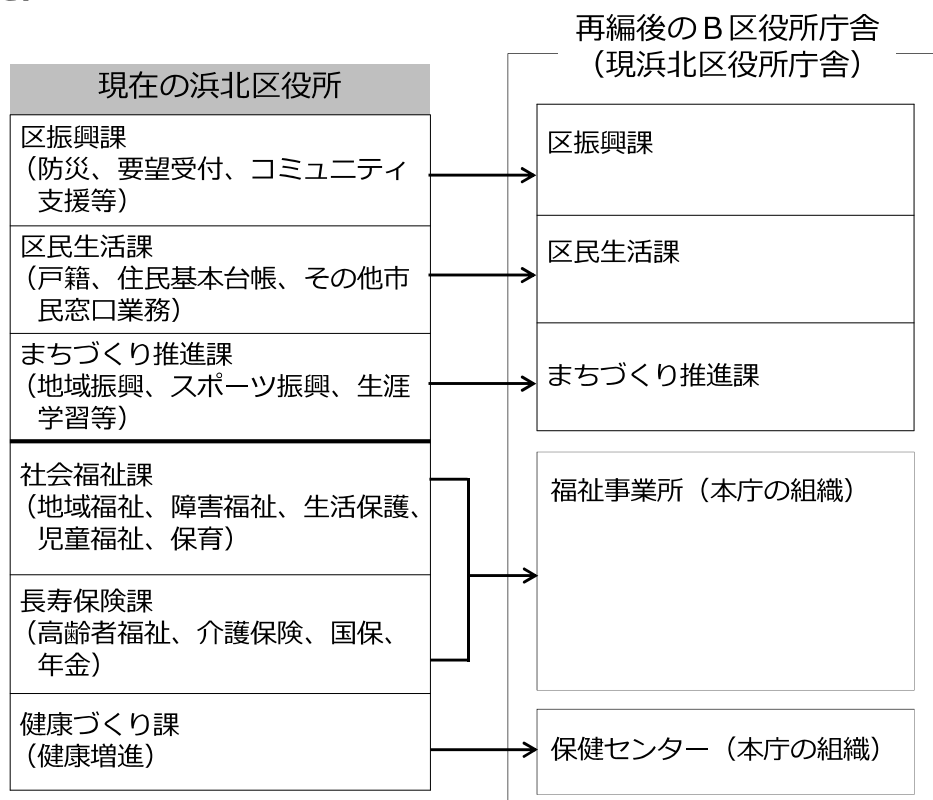 再編後のB区役所庁舎
（現浜北区役所庁舎）
現在の浜北区役所
区振興課
（防災、要望受付、コミュニティ
支援等）
区民生活課
（戸籍、住民基本台帳、その他市
民窓口業務）
まちづくり推進課
（地域振興、スポーツ振興、生涯
学習等）
社会福祉課
（地域福祉、障害福祉、生活保護、
児童福祉、保育）
長寿保険課
（高齢者福祉、介護保険、国保、
年金）
健康づくり課
（健康増進）
区振興課
区民生活課
まちづくり推進課
福祉事業所（本庁の組織）
保健センター（本庁の組織）